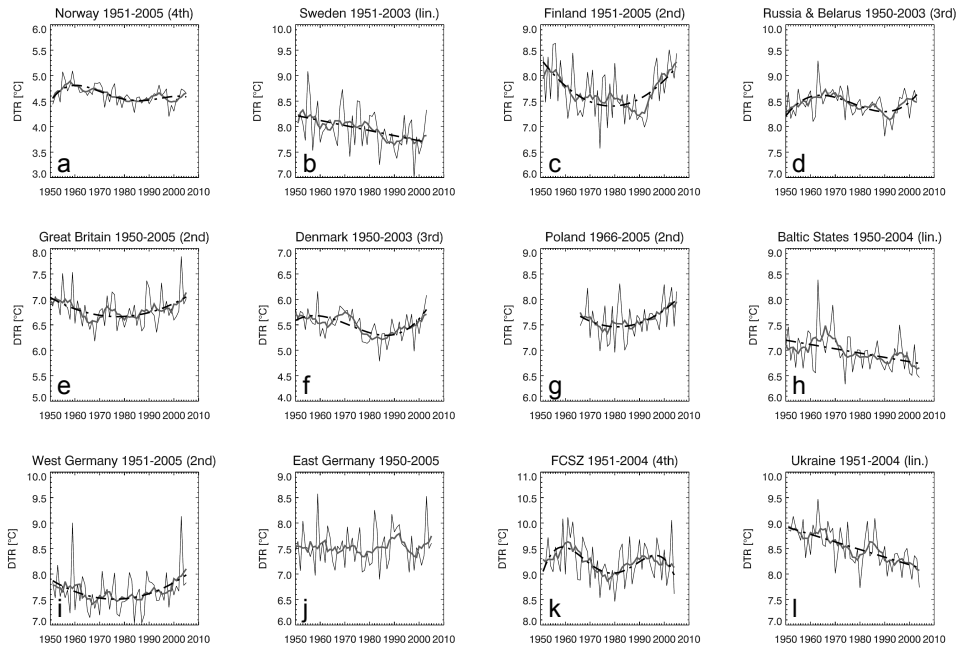 Norway 1951-2005 (4th)
DTR [°C]
6.0
5.5
5.0
4.5
4.0
3.5
3.0
a
1950 1960 1970 1980 1990 2000 2010
Sweden 1951-2003 (lin.)
DTR [°C]
10.0
9.5
9.0
8.5
8.0
7.5
7.0
b
1950 1960 1970 1980 1990 2000 2010
Finland 1951-2005 (2nd)
DTR [°C]
9.0
8.5
8.0
7.5
7.0
6.5
6.0
c
1950 1960 1970 1980 1990 2000 2010
Russia & Belarus 1950-2003 (3rd)
DTR [°C]
10.0
9.5
9.0
8.5
8.0
7.5
7.0
d
1950 1960 1970 1980 1990 2000 2010
Great Britain 1950-2005 (2nd)
DTR [°C]
8.0
7.5
7.0
6.5
6.0
5.5
5.0
e
1950 1960 1970 1980 1990 2000 2010
Denmark 1950-2003 (3rd)
DTR [°C]
7.0
6.5
6.0
5.5
5.0
4.5
4.0
f
1950 1960 1970 1980 1990 2000 2010
Poland 1966-2005 (2nd)
DTR [°C]
9.0
8.5
8.0
7.5
7.0
6.5
6.0
g
1950 1960 1970 1980 1990 2000 2010
Baltic States 1950-2004 (lin.)
DTR [°C]
9.0
8.5
8.0
7.5
7.0
6.5
6.0
h
1950 1960 1970 1980 1990 2000 2010
West Germany 1951-2005 (2nd)
DTR [°C]
10.0
9.5
9.0
8.5
8.0
7.5
7.0
i
1950 1960 1970 1980 1990 2000 2010
East Germany 1950-2005
DTR [°C]
9.0
8.5
8.0
7.5
7.0
6.5
6.0
j
1950 1960 1970 1980 1990 2000 2010
FCSZ 1951-2004 (4th)
DTR [°C]
11.0
10.5
10.0
9.5
9.0
8.5
8.0
k
1950 1960 1970 1980 1990 2000 2010
Ukraine 1951-2004 (lin.)
DTR [°C]
10.0
9.5
9.0
8.5
8.0
7.5
7.0
l
1950 1960 1970 1980 1990 2000 2010